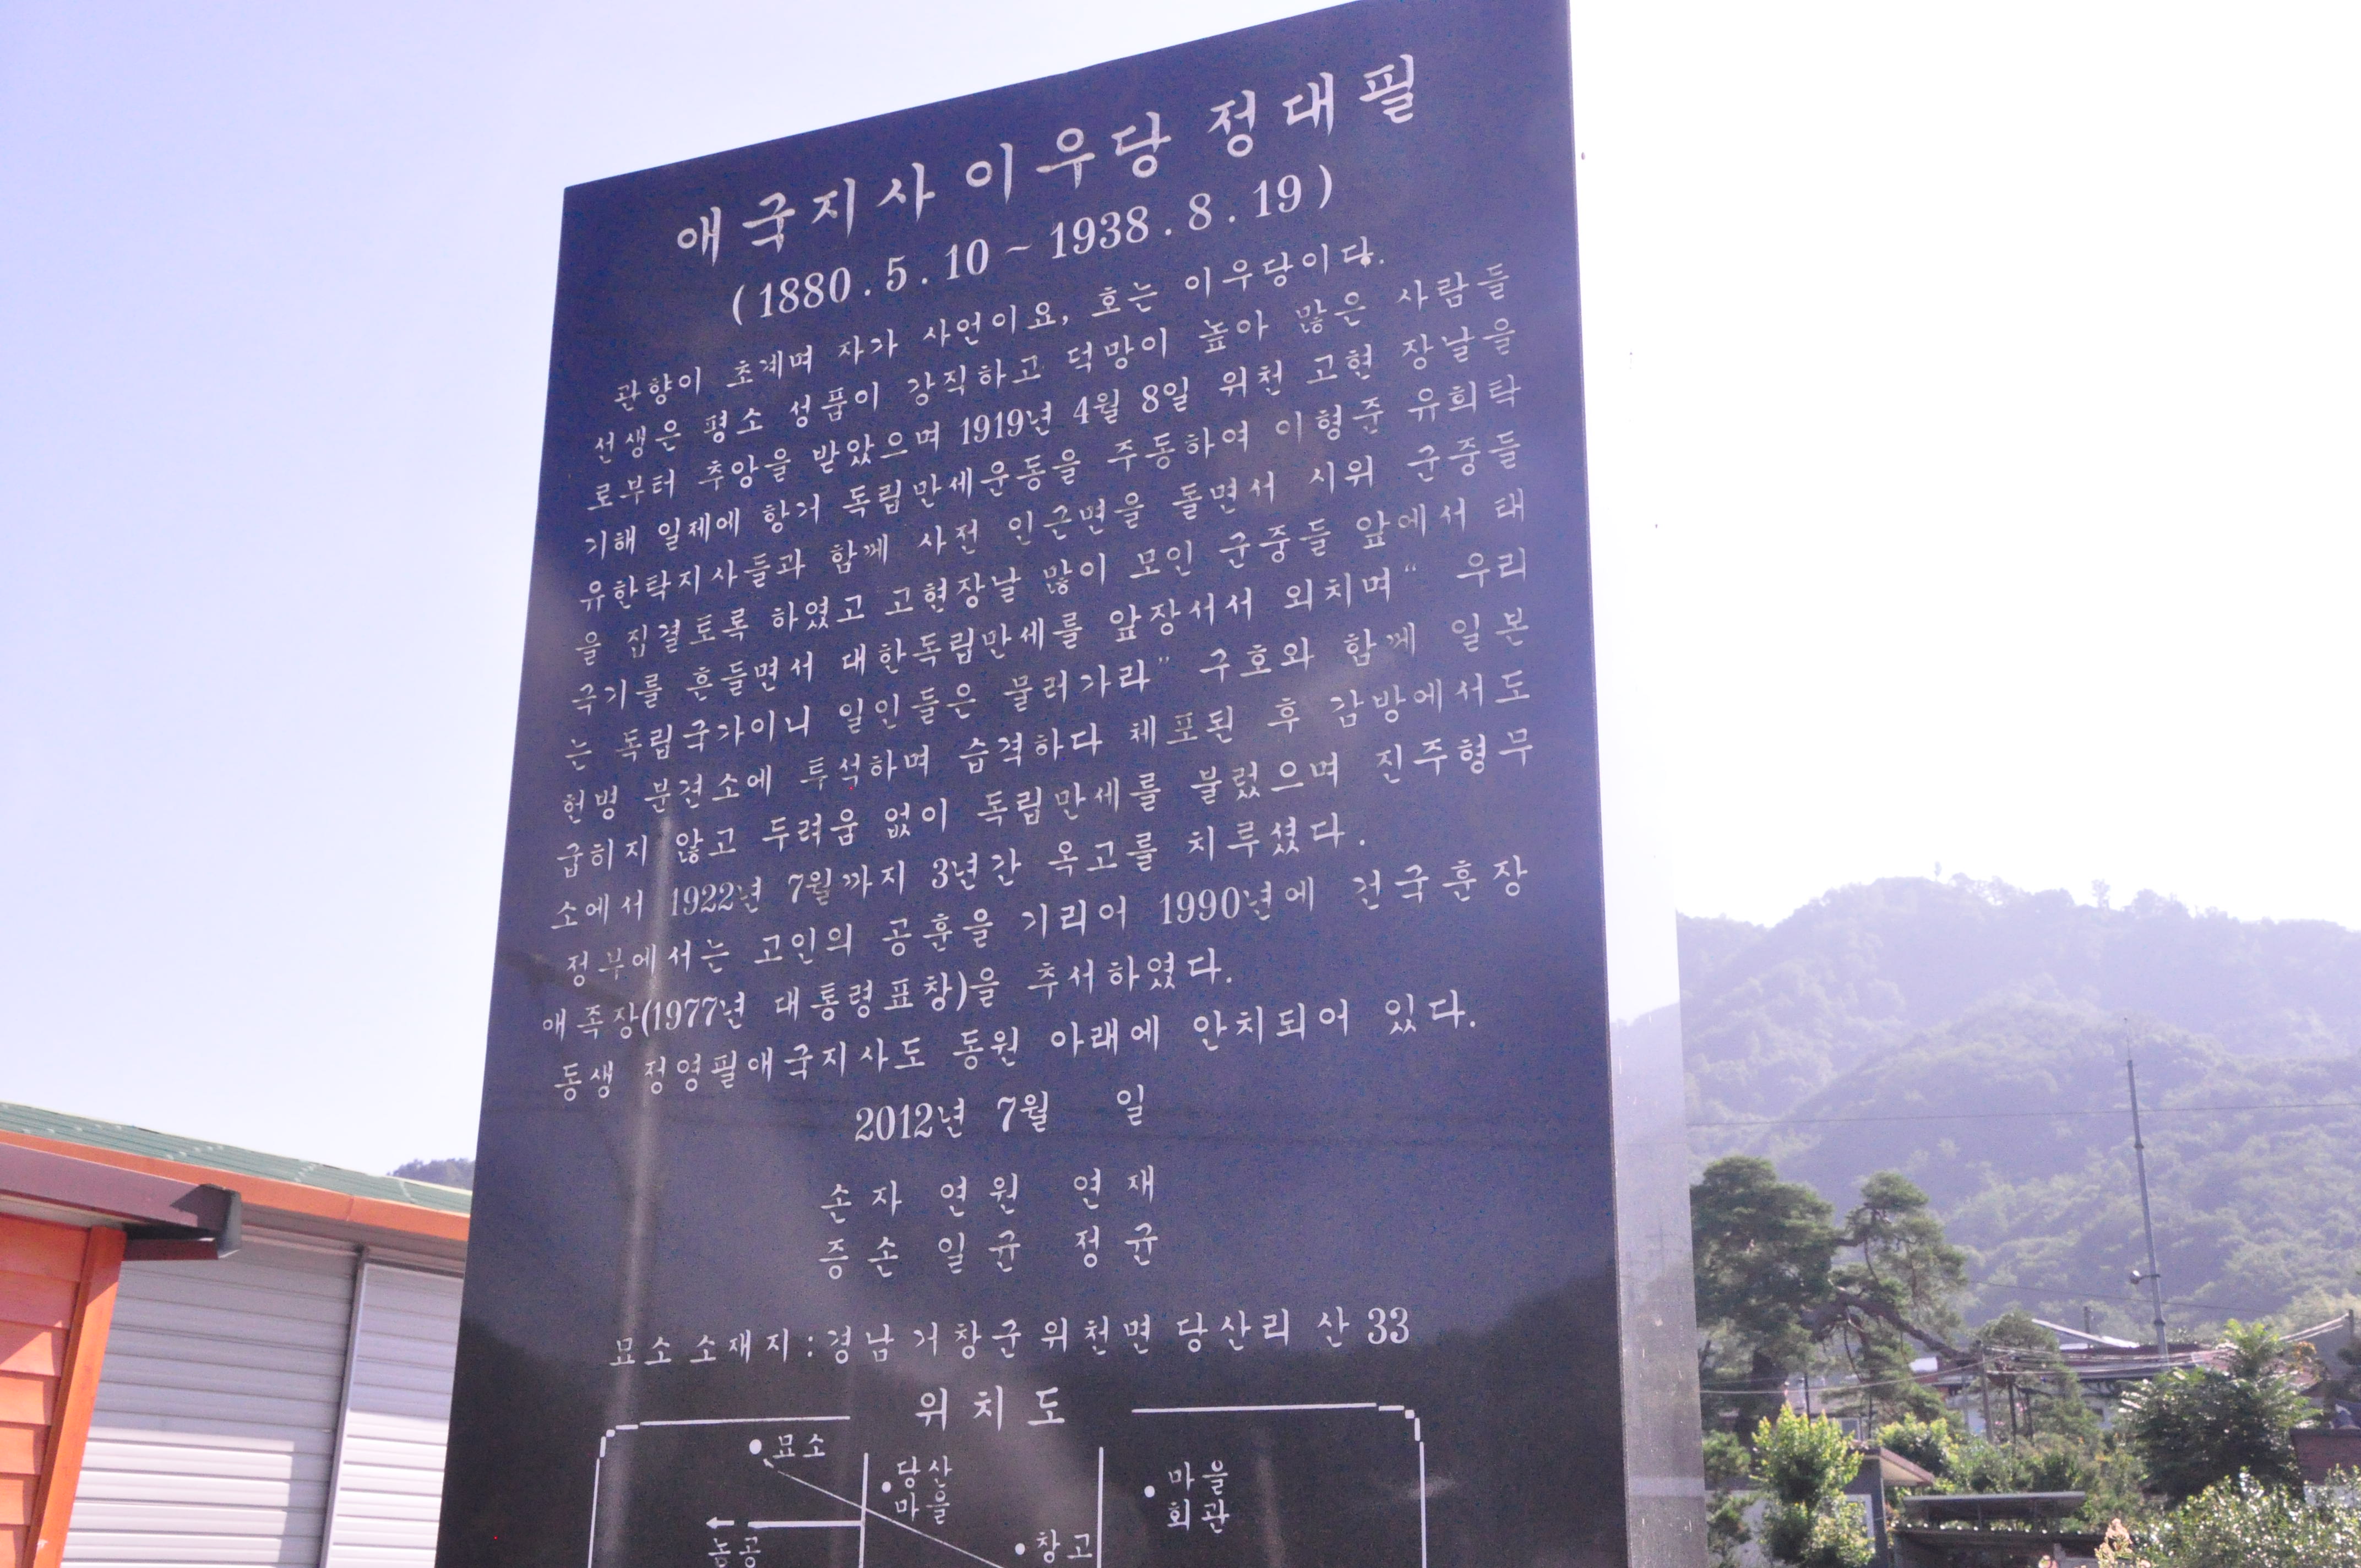 애국지사 이우당 정대필
(1880.5.10~1938.8.19)
관향이 초계며 자가 사언이요, 호는 이우당이다.
선생은 평소 성품이 강직하고 덕망이 높아 많은 사람들
로부터 추앙을 받았으며 1919년 4월 8일 위천 고현 장날을
기해 일제에 항거 독립만세운동을 주동하여 이형준 유희탁
유한탁지사들과 함께 사전 인근면을 돌면서 시위 군중들
을 집결토록 하였고 고현장날 많이 모인 군중들 앞에서 태
극기를 흔들면서 대한독립만세를 앞장서서 외치며 “ 우리
는 독립국가이니 일인들은 물러가라” 구호와 함께 일본
헌병 분견소에 투석하며 습격하다 체포된 후 감방에서도
굽히지 않고 두려움 없이 독립만세를 불렀으며 진주형무
소에서 1922년 7월까지 3년간 옥고를 치루셨다.
정부에서는 고인의 공훈을 기리어 1990년에 건국훈장
애족장(1977년 대통령표창)을 추서하였다.
동생 정영필애국지사도 동원 아래에 안치되어 있다.
2012년 7월 일
손자 연원 연재
증손 일균 정균
묘소 소재지 : 경남 거창군 위천면 당산리 산 33
위치도
묘소
당산
마을
마을
회관
농공
창고